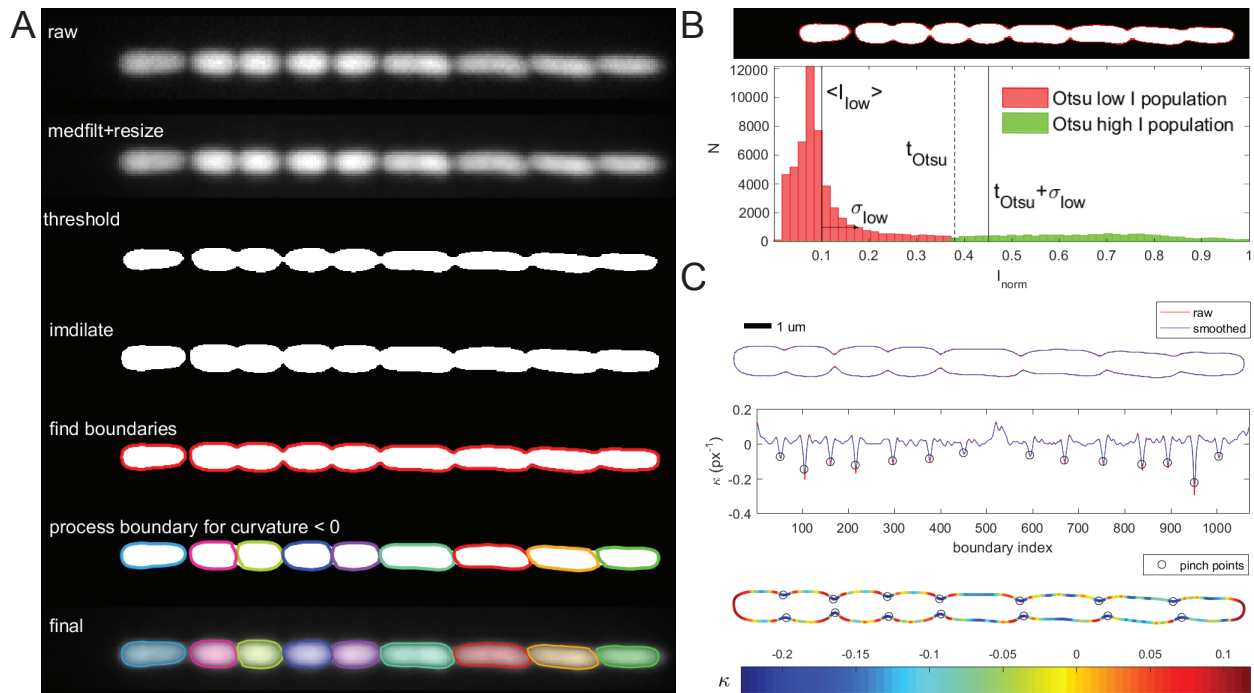 A
raw
medfilt+resize
threshold
imdilate
find boundaries
process boundary for curvature < 0
final
B
12000
10000
8000
6000
4000
2000
0
N
<I_low>
t_Otsu
σ_low
t_Otsu+σ_low
Otsu low I population
Otsu high I population
0.1 0.2 0.3 0.4 0.5 0.6 0.7 0.8 0.9 1
I_norm
C
1 um
raw
smoothed
0.2
0
-0.2
-0.4
κ (px⁻¹)
100 200 300 400 500 600 700 800 900 1000
boundary index
pinch points
-0.2 -0.15 -0.1 -0.05 0 0.05 0.1
κ